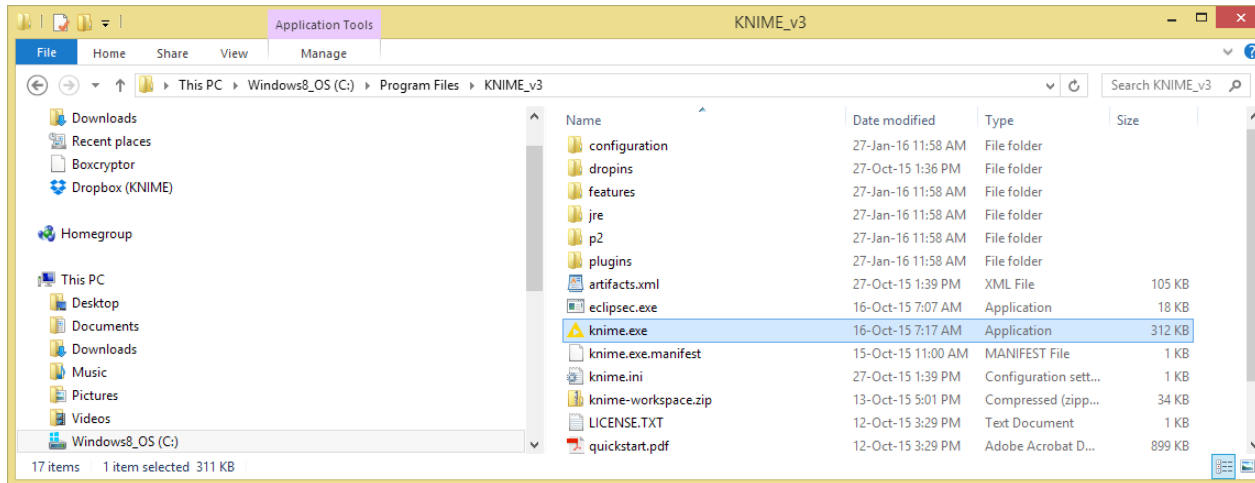 Application Tools
KNIME_v3
File Home Share View Manage
This PC Windows8_OS (C:) Program Files KNIME_v3
Search KNIME_v3
Downloads
Recent places
Boxcryptor
Dropbox (KNIME)
Homegroup
This PC
Desktop
Documents
Downloads
Music
Pictures
Videos
Windows8_OS (C:)
Name Date modified Type Size
configuration 27-Jan-16 11:58 AM File folder
dropins 27-Oct-15 1:36 PM File folder
features 27-Jan-16 11:58 AM File folder
jre 27-Jan-16 11:58 AM File folder
p2 27-Jan-16 11:58 AM File folder
plugins 27-Jan-16 11:58 AM File folder
artifacts.xml 27-Oct-15 1:39 PM XML File 105 KB
eclipsec.exe 16-Oct-15 7:07 AM Application 18 KB
knime.exe 16-Oct-15 7:17 AM Application 312 KB
knime.exe.manifest 15-Oct-15 11:00 AM MANIFEST File 1 KB
knime.ini 27-Oct-15 1:39 PM Configuration sett... 1 KB
knime-workspace.zip 13-Oct-15 5:01 PM Compressed (zipp... 34 KB
LICENSE.TXT 12-Oct-15 3:29 PM Text Document 1 KB
quickstart.pdf 12-Oct-15 3:29 PM Adobe Acrobat D... 899 KB
17 items 1 item selected 311 KB